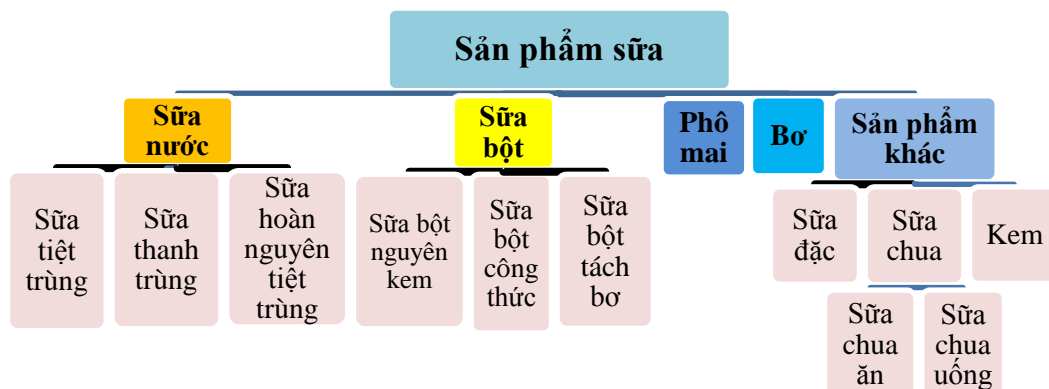 Sản phẩm sữa
Sữa
nước
Sữa
bột
Phô
mai
Bơ
Sản phẩm
khác
Sữa
tiệt
trùng
Sữa
thanh
trùng
Sữa
hoàn
nguyên
tiệt
trùng
Sữa bột
nguyên
kem
Sữa
bột
công
thức
Sữa
bột
tách
bơ
Sữa
đặc
Sữa
chua
Kem
Sữa
chua
ăn
Sữa
chua
uống